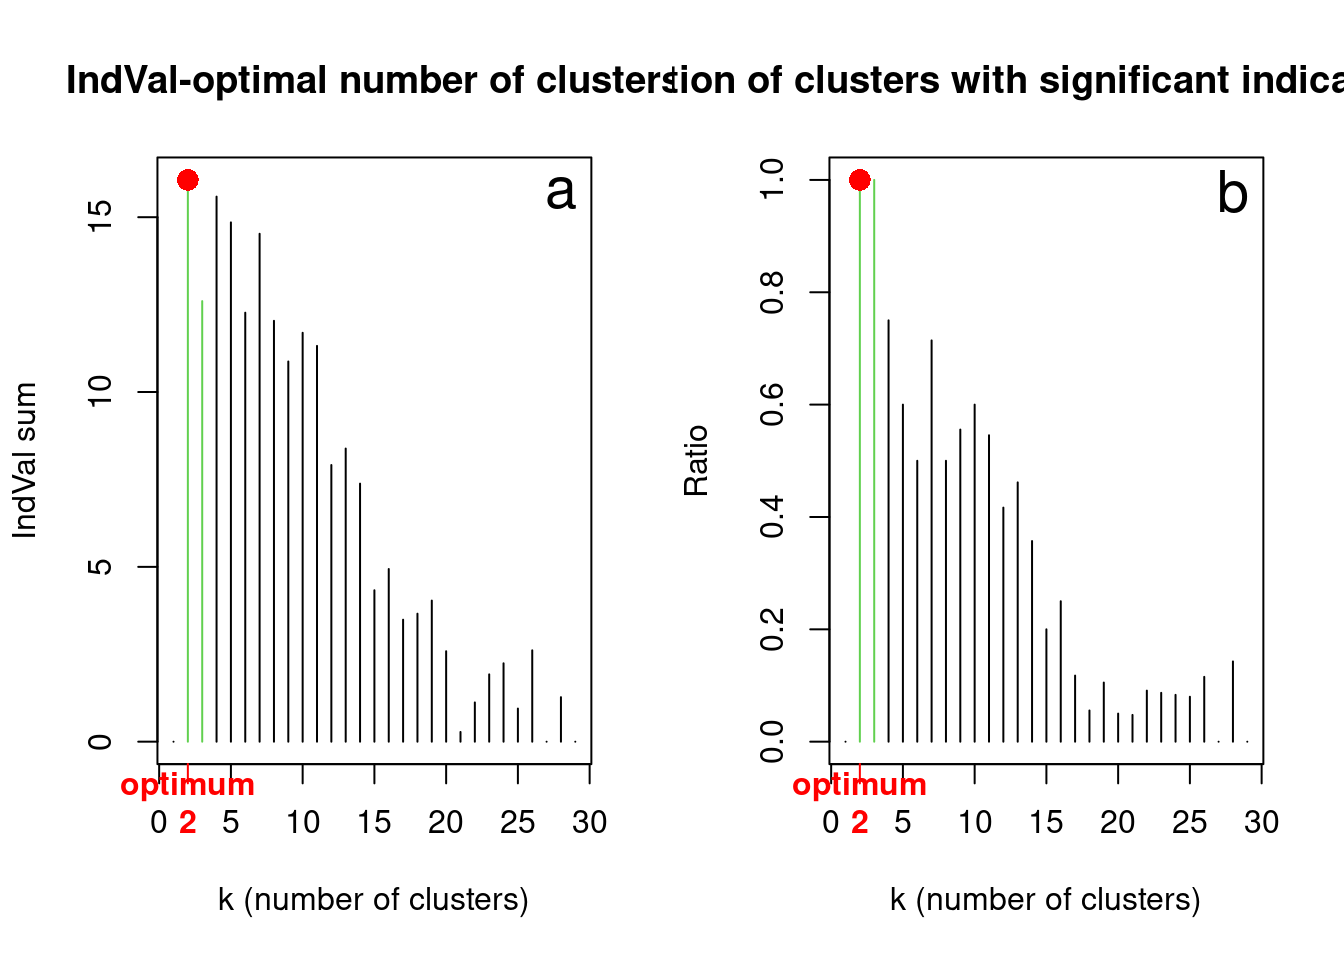 IndVal-optimal number of clusters
tion of clusters with significant indica
a
IndVal sum
15
10
5
0
optimum
0 2 5 10 15 20 25 30
k (number of clusters)
b
Ratio
1.0
0.8
0.6
0.4
0.2
0.0
optimum
0 2 5 10 15 20 25 30
k (number of clusters)